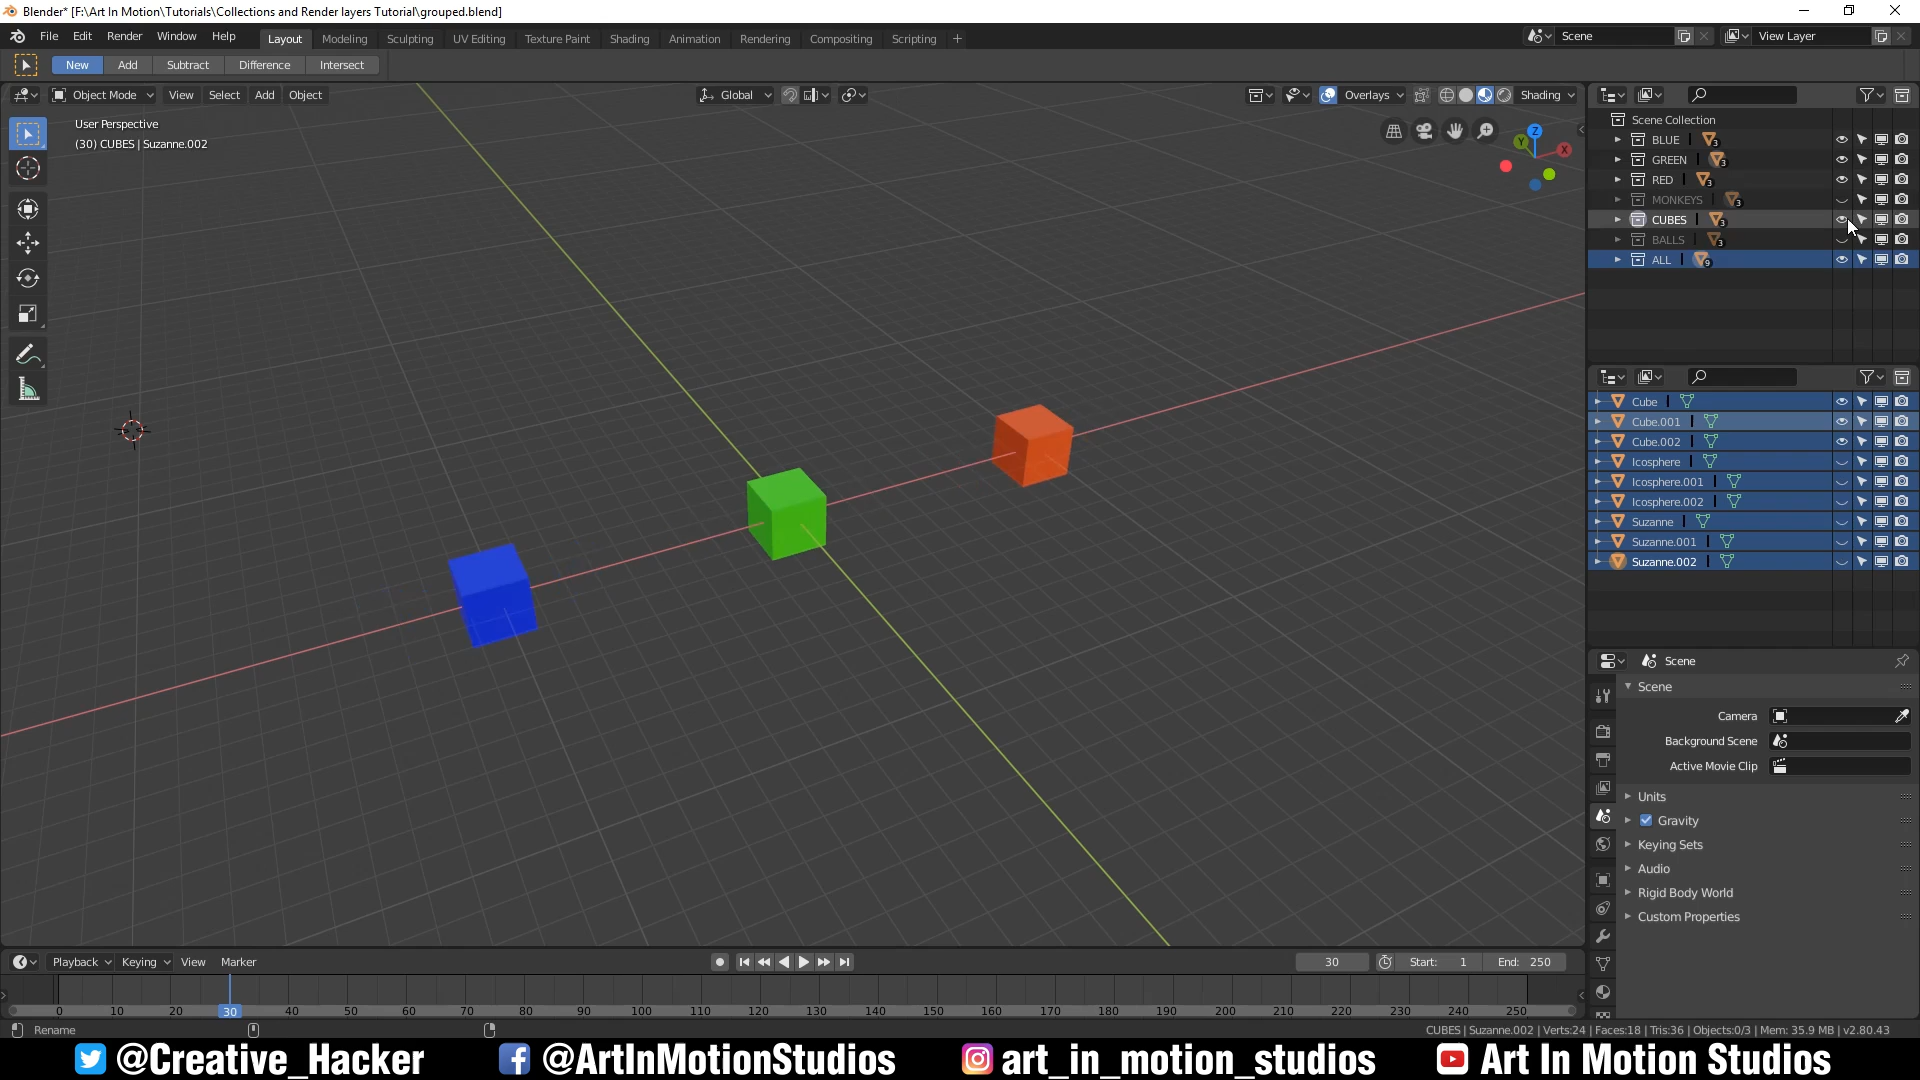 Blender* [F:\Art In Motion\Tutorials\Collections and Render layers Tutorial\grouped.blend]
File Edit Render Window Help
Layout Modeling Sculpting UV Editing Texture Paint Shading Animation Rendering Compositing Scripting +
Scene
View Layer
New Add Subtract Difference Intersect
Object Mode View Select Add Object
Global
Overlays
Shading
User Perspective
(30) CUBES | Suzanne.002
Z
Y
X
Scene Collection
BLUE 3
GREEN 3
RED 3
MONKEYS 3
CUBES 3
BALLS 3
ALL 9
Cube
Cube.001
Cube.002
Icosphere
Icosphere.001
Icosphere.002
Suzanne
Suzanne.001
Suzanne.002
Scene
Scene
Camera
Background Scene
Active Movie Clip
Units
Gravity
Keying Sets
Audio
Rigid Body World
Custom Properties
Playback Keying View Marker
30
Start: 1
End: 250
0 10 20 30 40 50 60 70 80 90 100 110 120 130 140 150 160 170 180 190 200 210 220 230 240 250
Rename
CUBES | Suzanne.002 | Verts:24 | Faces:18 | Tris:36 | Objects:0/3 | Mem: 35.9 MB | v2.80.43
@Creative_Hacker @ArtInMotionStudios art_in_motion_studios Art In Motion Studios